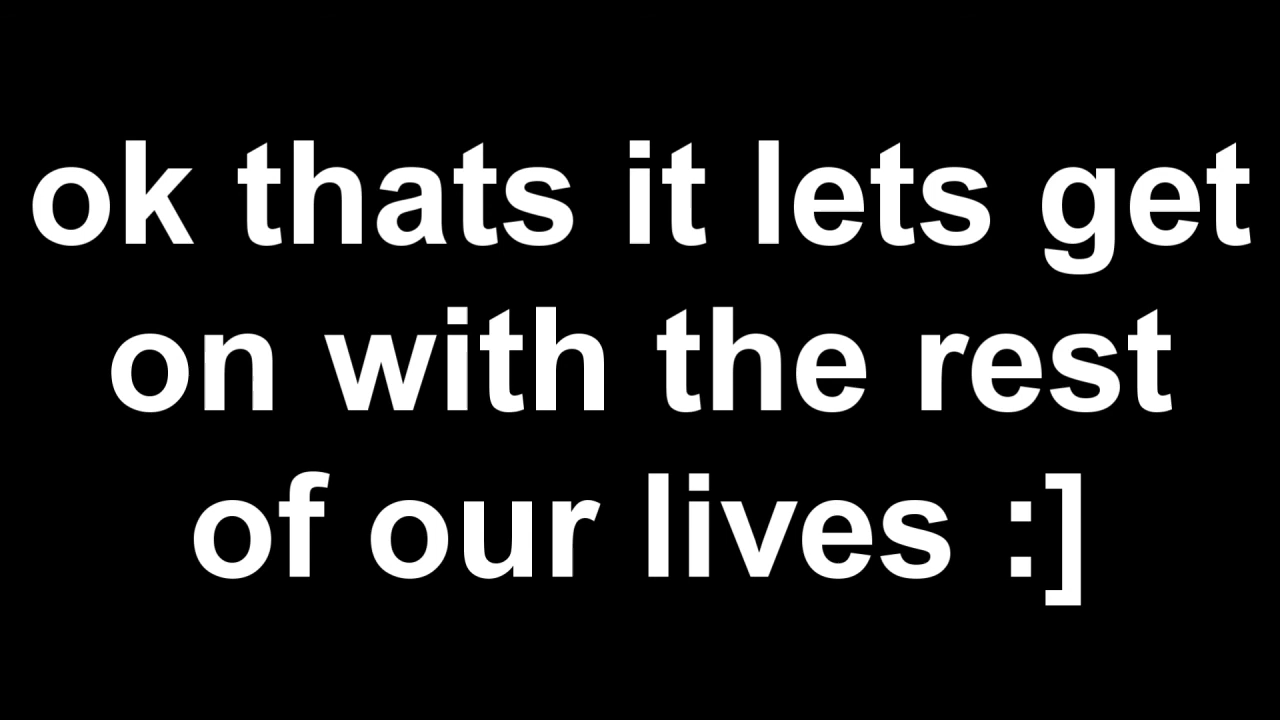 ok thats it lets get
on with the rest
of our lives :]